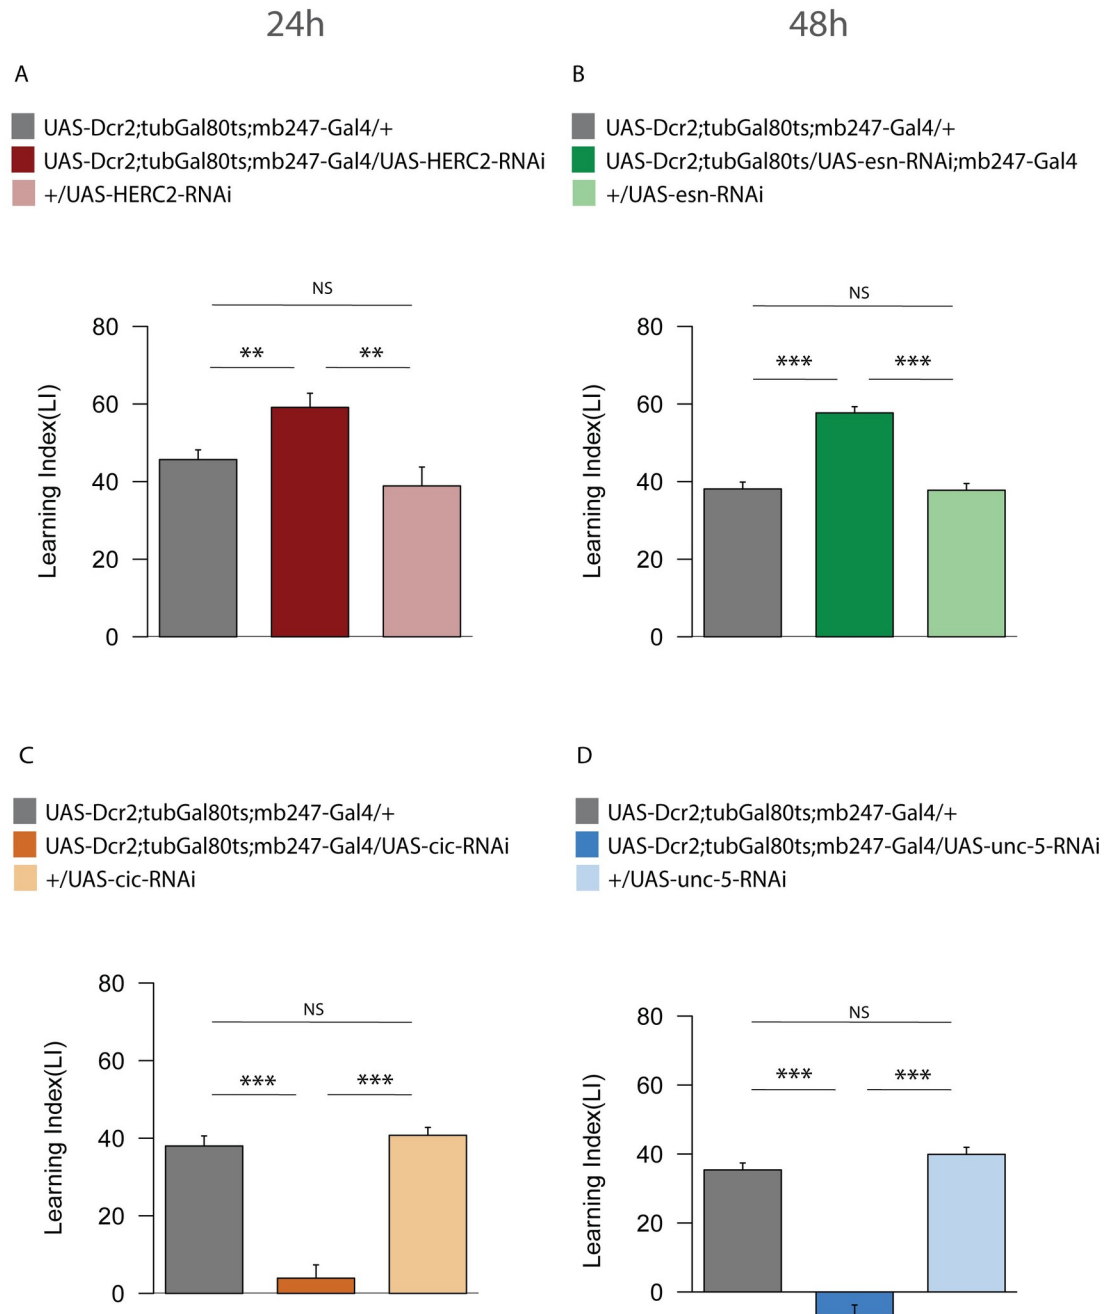 24h
48h
A
UAS-Dcr2;tubGal80ts;mb247-Gal4/+
UAS-Dcr2;tubGal80ts;mb247-Gal4/UAS-HERC2-RNAi
+/UAS-HERC2-RNAi
NS
** **
80
60
40
20
0
Learning Index(LI)
B
UAS-Dcr2;tubGal80ts;mb247-Gal4/+
UAS-Dcr2;tubGal80ts/UAS-esn-RNAi;mb247-Gal4
+/UAS-esn-RNAi
NS
*** ***
80
60
40
20
0
Learning Index(LI)
C
UAS-Dcr2;tubGal80ts;mb247-Gal4/+
UAS-Dcr2;tubGal80ts;mb247-Gal4/UAS-cic-RNAi
+/UAS-cic-RNAi
NS
*** ***
80
60
40
20
0
Learning Index(LI)
D
UAS-Dcr2;tubGal80ts;mb247-Gal4/+
UAS-Dcr2;tubGal80ts;mb247-Gal4/UAS-unc-5-RNAi
+/UAS-unc-5-RNAi
NS
*** ***
80
60
40
20
0
Learning Index(LI)